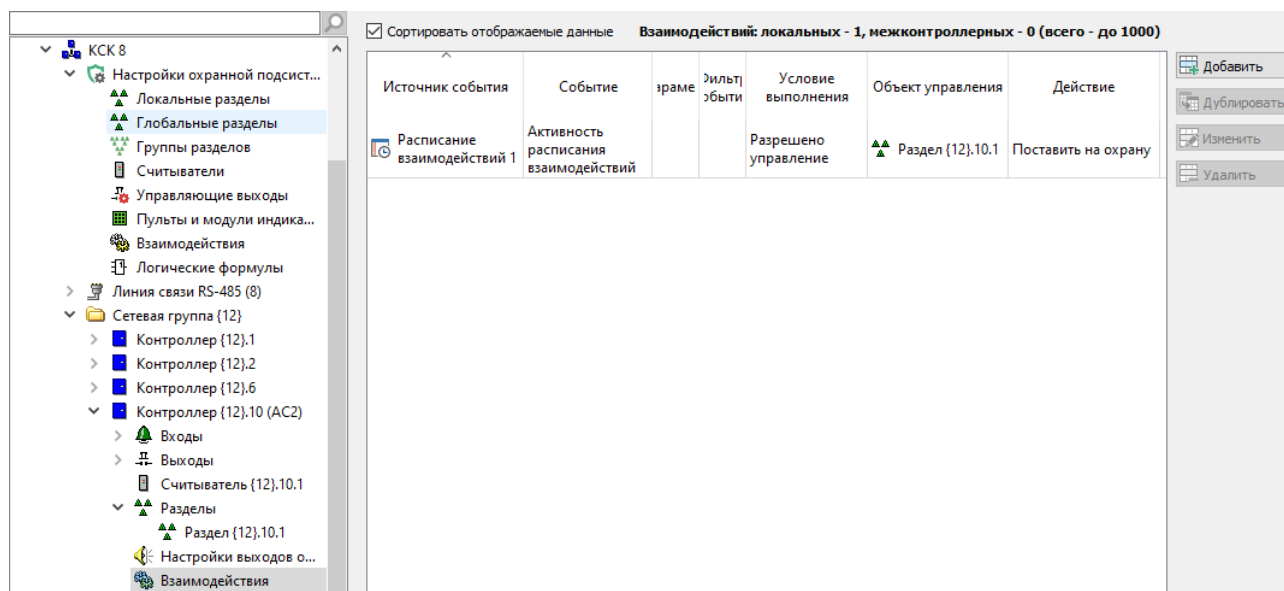 Сортировать отображаемые данные
Взаимодействий: локальных - 1, межконтроллерных - 0 (всего - до 1000)
КСК 8
Настройки охранной подсист...
Локальные разделы
Глобальные разделы
Группы разделов
Считыватели
Управляющие выходы
Пульты и модули индика...
Взаимодействия
Логические формулы
Линия связи RS-485 (8)
Сетевая группа {12}
Контроллер {12}.1
Контроллер {12}.2
Контроллер {12}.6
Контроллер {12}.10 (AC2)
Входы
Выходы
Считыватель {12}.10.1
Разделы
Раздел {12}.10.1
Настройки выходов о...
Взаимодействия
Источник события
Событие
араме
Фильтр
обыти
Условие
выполнения
Объект управления
Действие
Расписание
взаимодействий 1
Активность
расписания
взаимодействий
Разрешено
управление
Раздел {12}.10.1
Поставить на охрану
Добавить
Дублировать
Изменить
Удалить